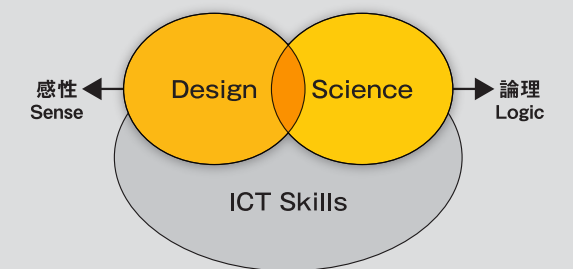 感性
Sense
Design
Science
論理
Logic
ICT Skills